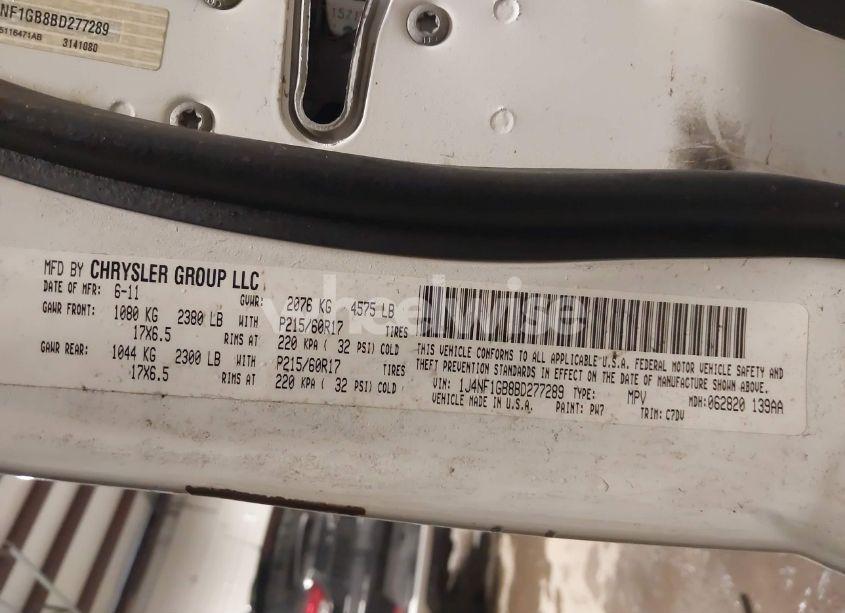 NF1GB8BD277289
5116471AB
3141080
1571
wheelwise
MFD BY CHRYSLER GROUP LLC
DATE OF MFR: 6-11 GVWR: 2076 KG 4575 LB
GAWR FRONT: 1080 KG 2380 LB WITH P215/60R17 TIRES
17X6.5 RIMS AT 220 KPA ( 32 PSI) COLD
GAWR REAR: 1044 KG 2300 LB WITH P215/60R17 TIRES
17X6.5 RIMS AT 220 KPA ( 32 PSI) COLD
THIS VEHICLE CONFORMS TO ALL APPLICABLE U.S.A. FEDERAL MOTOR VEHICLE SAFETY AND
THEFT PREVENTION STANDARDS IN EFFECT ON THE DATE OF MANUFACTURE SHOWN ABOVE.
VIN: 1J4NF1GB8BD277289 TYPE: MPV MDH: 062820 139AA
VEHICLE MADE IN U.S.A. PAINT: PW7 TRIM: C7DV